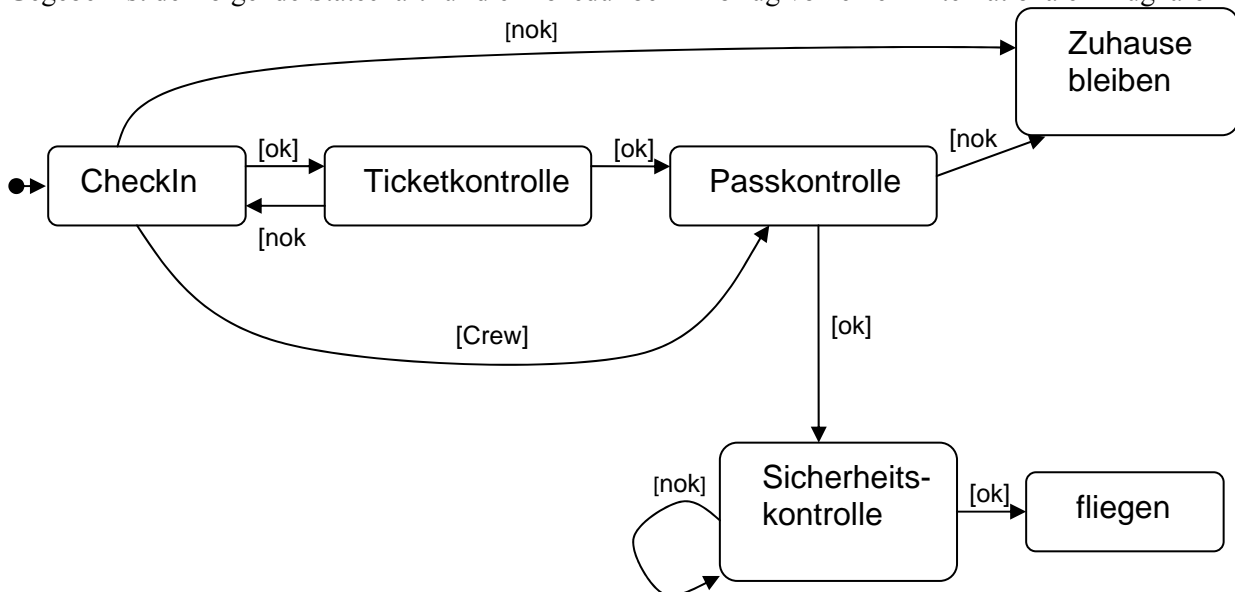 [nok]
Zuhause
bleiben
[ok]
[ok]
[nok
CheckIn
Ticketkontrolle
Passkontrolle
[nok
[Crew]
[ok]
Sicherheits-
kontrolle
[nok]
[ok]
fliegen